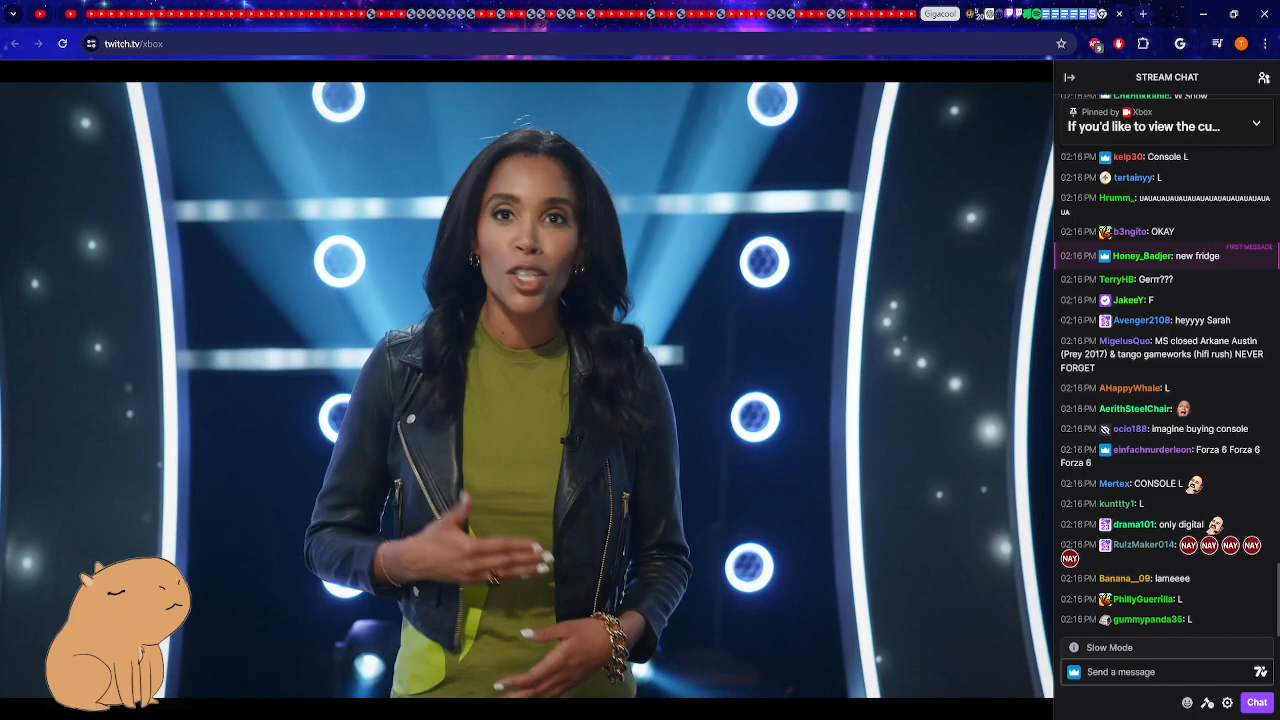 Gigacool
twitch.tv/xbox
STREAM CHAT
Pinned by Xbox
If you'd like to view the cu...
02:16 PM kelp30: Console L
02:16 PM tertainyy: L
02:16 PM Hrumm_: UAUAUAUAUAUAUAUAUAUAUAUAUAUAUAUA
UA
02:16 PM b3ngito: OKAY
FIRST MESSAGE
02:16 PM Honey_Badjer: new fridge
02:16 PM TerryHB: Gerrr???
02:16 PM JakeeY: F
02:16 PM Avenger2108: heyyyy Sarah
02:16 PM MigelusQuo: MS closed Arkane Austin
(Prey 2017) & tango gameworks (hifi rush) NEVER
FORGET
02:16 PM AHappyWhale: L
02:16 PM AerithSteelChair:
02:16 PM ocio188: imagine buying console
02:16 PM einfachnurderleon: Forza 6 Forza 6
Forza 6
02:16 PM Mertex: CONSOLE L
02:16 PM kunttty1: L
02:16 PM drama101: only digital
02:16 PM RulzMaker014: NAY NAY NAY NAY
NAY
02:16 PM Banana__09: lameeee
02:16 PM PhillyGuerrilla: L
02:16 PM gummypanda35: L
Slow Mode
Send a message
Chat